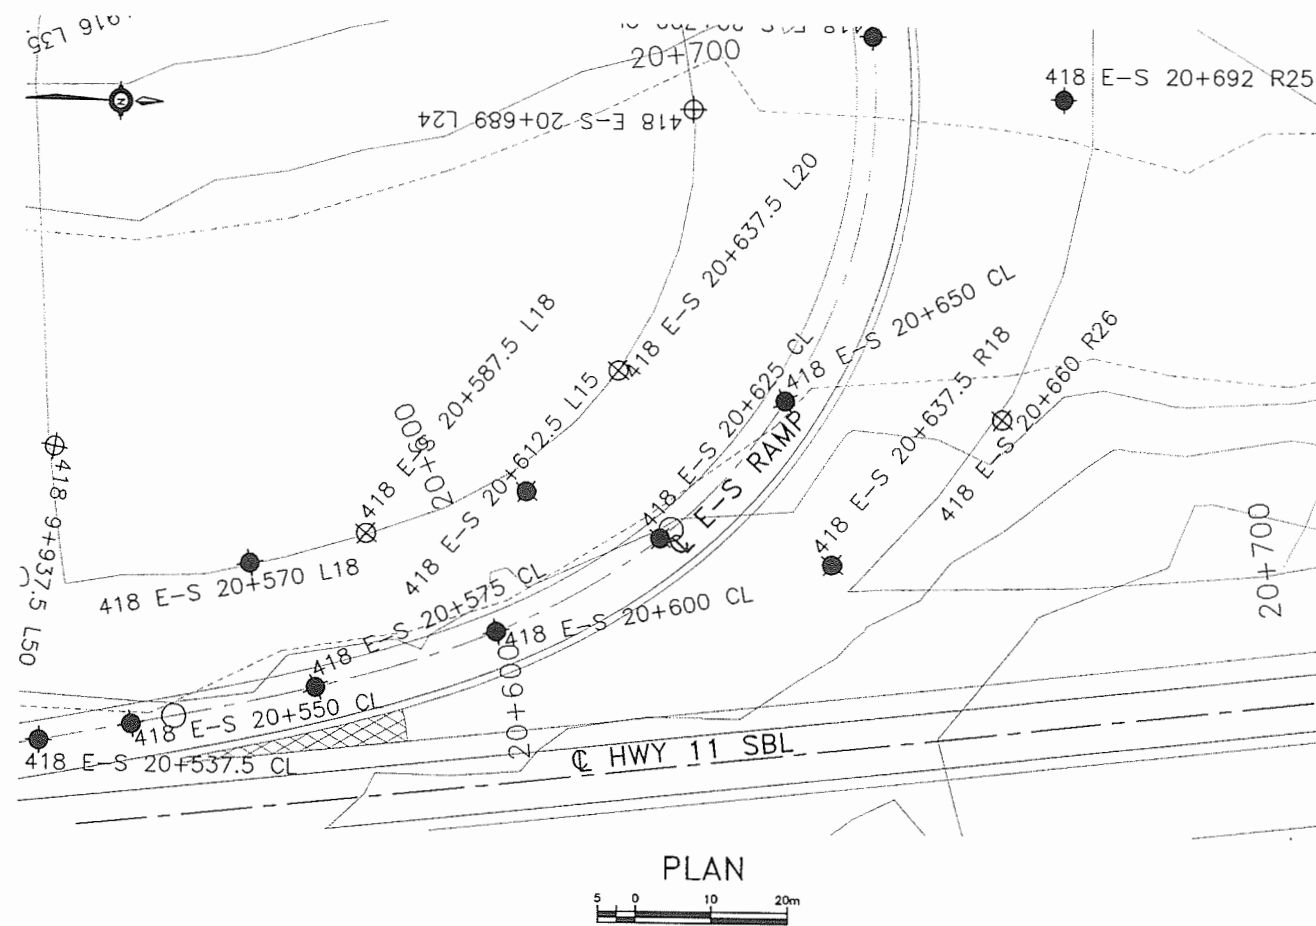 916 L35
20+700
418 E-S 20+692 R25
418 E-S 20+689 L24
N
418 E-S 20+637.5 L20
418 E-S 20+650 CL
418 E-S 20+587.5 L18
20+600
418 E-S 20+612.5 L15
418 E-S 20+625 CL
℄ E-S RAMP
418 E-S 20+637.5 R18
418 E-S 20+660 R26
418 9+937.5 L50
418 E-S 20+570 L18
418 E-S 20+575 CL
418 E-S 20+600 CL
20+700
20+600
418 E-S 20+550 CL
418 E-S 20+537.5 CL
℄ HWY 11 SBL
PLAN
5 0 10 20m